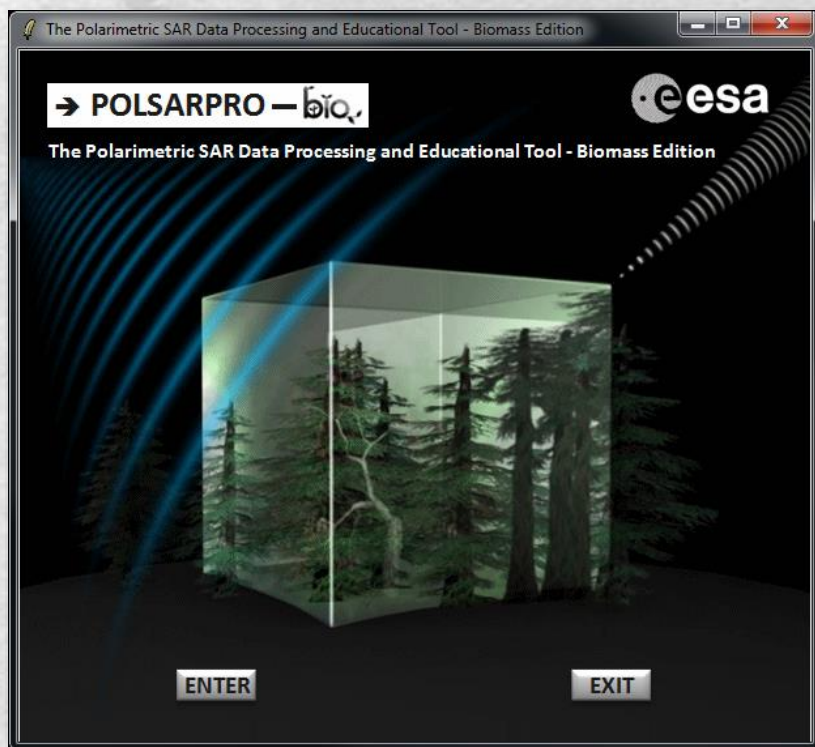 The Polarimetric SAR Data Processing and Educational Tool - Biomass Edition
➔ POLSARPRO – bio
esa
The Polarimetric SAR Data Processing and Educational Tool - Biomass Edition
ENTER
EXIT